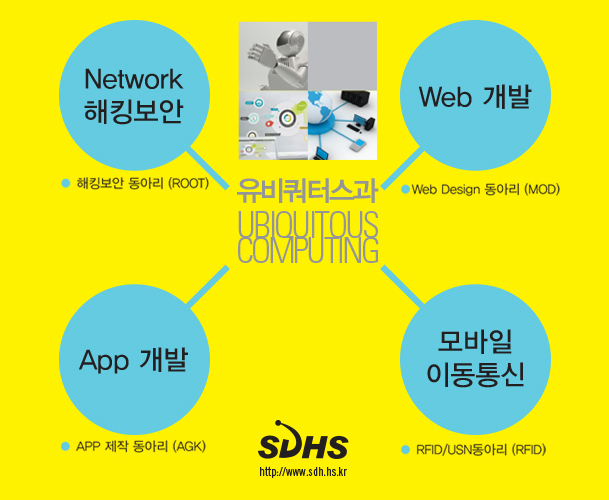 Network
해킹보안
해킹보안 동아리 (ROOT)
Web 개발
Web Design 동아리 (MOD)
유비쿼터스과
UBIQUITOUS
COMPUTING
App 개발
APP 제작 동아리 (AGK)
모바일
이동통신
RFID/USN동아리 (RFID)
SDHS
http://www.sdh.hs.kr